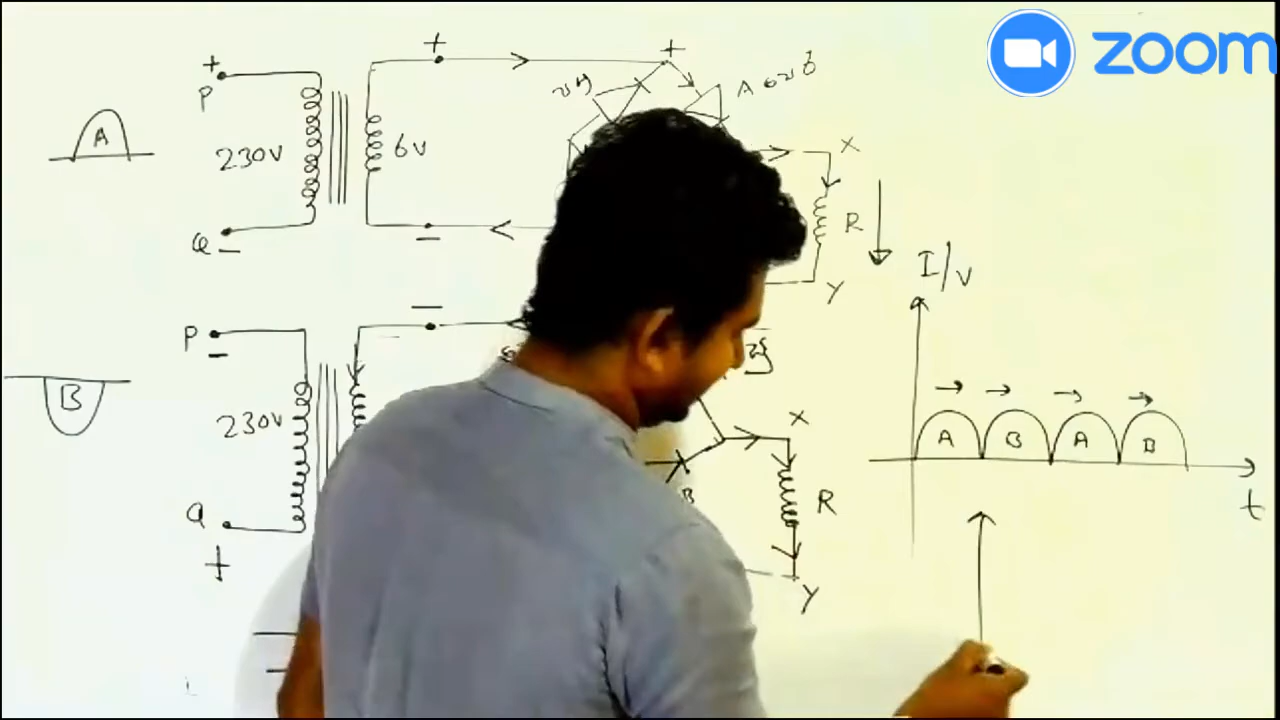 zoom
+
+
+
P
A
230V
6V
X
R
Q
-
-
Y
I/v
-
P
-
B
230V
X
A B A B
R
Q
t
B
+
Y